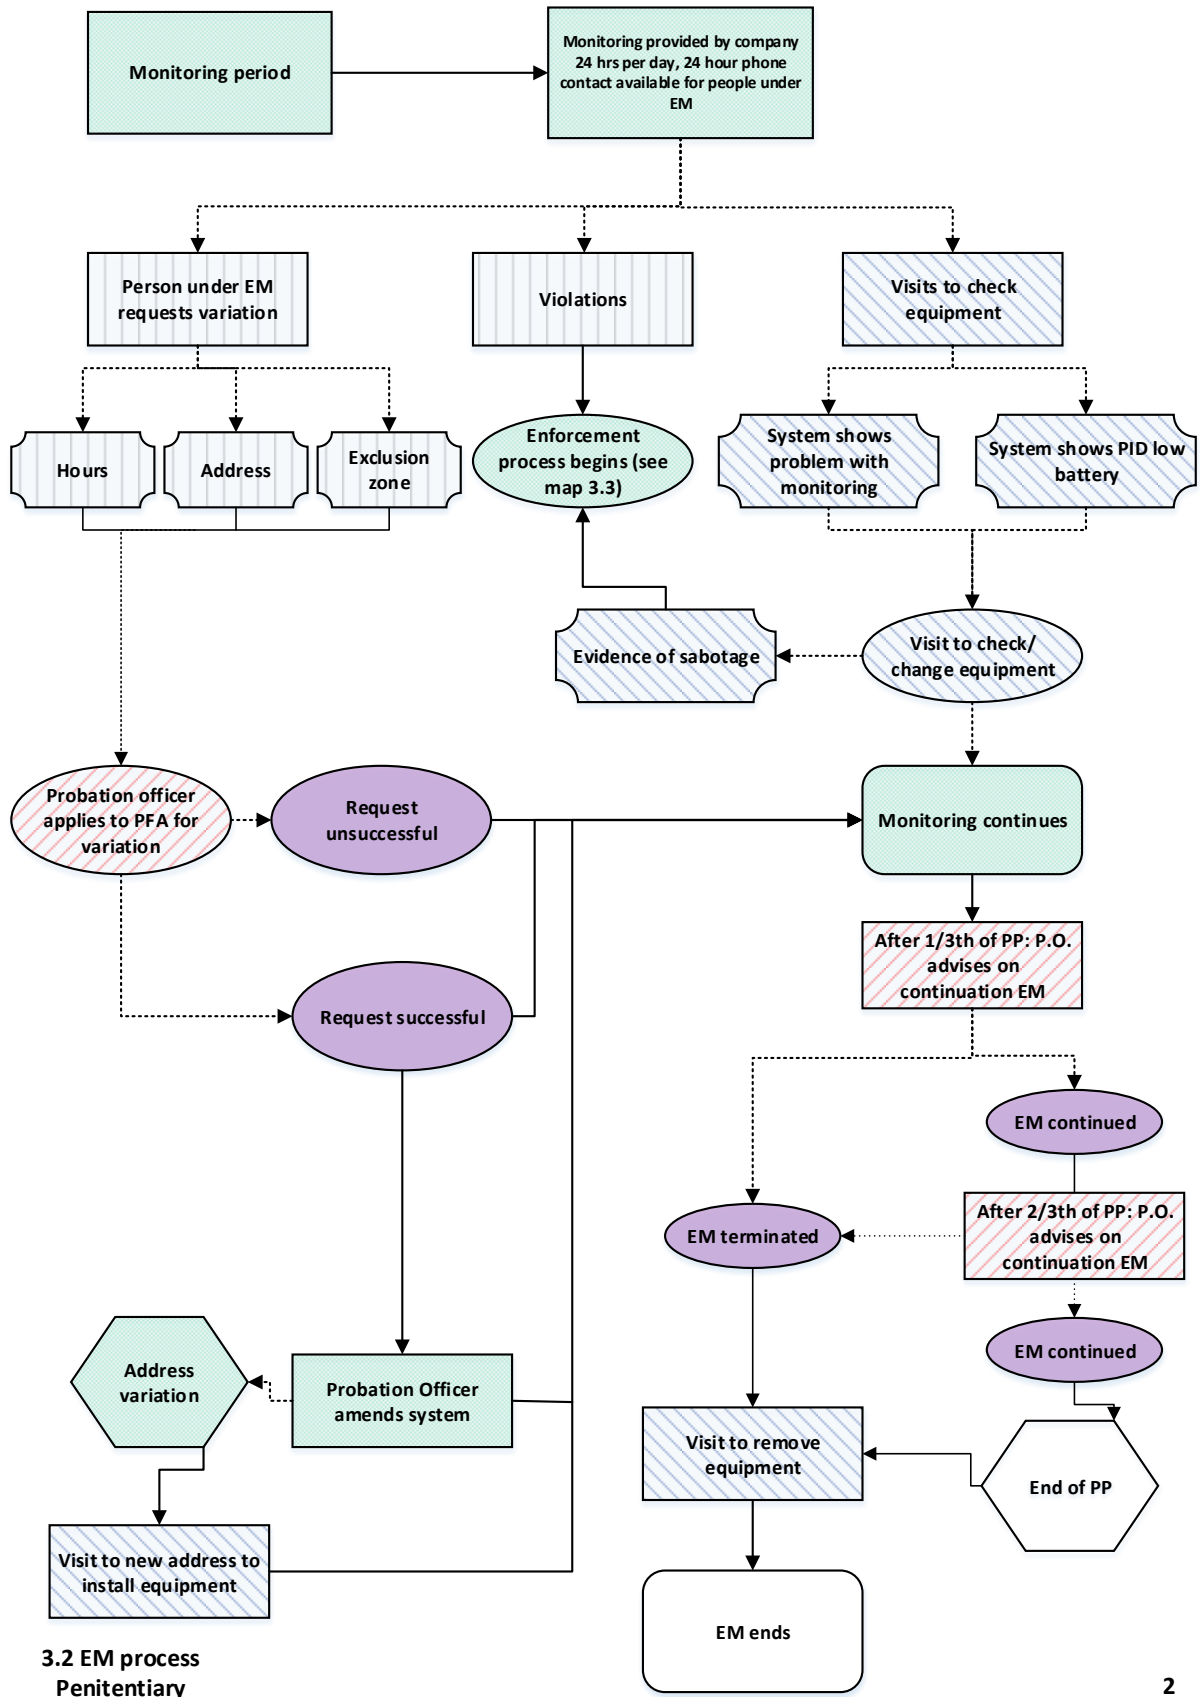 Monitoring period
Monitoring provided by company
24 hrs per day, 24 hour phone
contact available for people under
EM
Person under EM
requests variation
Violations
Visits to check
equipment
Hours
Address
Exclusion
zone
Enforcement
process begins (see
map 3.3)
System shows
problem with
monitoring
System shows PID low
battery
Evidence of sabotage
Visit to check/
change equipment
Probation officer
applies to PFA for
variation
Request
unsuccessful
Monitoring continues
After 1/3th of PP: P.O.
advises on
continuation EM
Request successful
EM continued
EM terminated
After 2/3th of PP: P.O.
advises on
continuation EM
EM continued
Address
variation
Probation Officer
amends system
Visit to remove
equipment
End of PP
Visit to new address to
install equipment
EM ends
3.2 EM process
Penitentiary
2